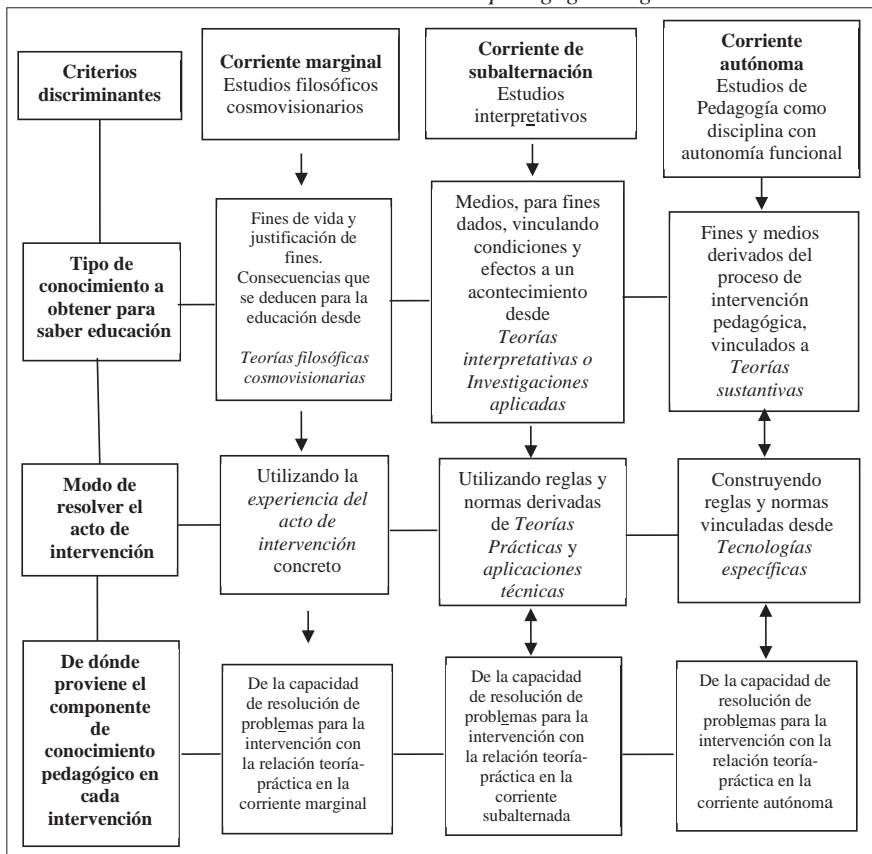 Criterios
discriminantes
Corriente marginal
Estudios filosóficos
cosmovisionarios
Corriente de
subalternación
Estudios
interpretativos
Corriente
autónoma
Estudios de
Pedagogía como
disciplina con
autonomía funcional
Tipo de
conocimiento a
obtener para
saber educación
Fines de vida y
justificación de
fines.
Consecuencias que
se deducen para la
educación desde
Teorías filosóficas
cosmovisionarias
Medios, para fines
dados, vinculando
condiciones y
efectos a un
acontecimiento
desde
Teorías
interpretativas o
Investigaciones
aplicadas
Fines y medios
derivados del
proceso de
intervención
pedagógica,
vinculados a
Teorías
sustantivas
Modo de
resolver el
acto de
intervención
Utilizando la
experiencia del
acto de
intervención
concreto
Utilizando reglas y
normas derivadas
de Teorías
Prácticas y
aplicaciones
técnicas
Construyendo
reglas y normas
vinculadas desde
Tecnologías
específicas
De dónde
proviene el
componente
de
conocimiento
pedagógico en
cada
intervención
De la capacidad
de resolución de
problemas para la
intervención con
la relación teoría-
práctica en la
corriente marginal
De la capacidad
de resolución de
problemas para la
intervención con
la relación teoría-
práctica en la
corriente
subalternada
De la capacidad de
resolución de
problemas para la
intervención con la
relación teoría-
práctica en la
corriente autónoma